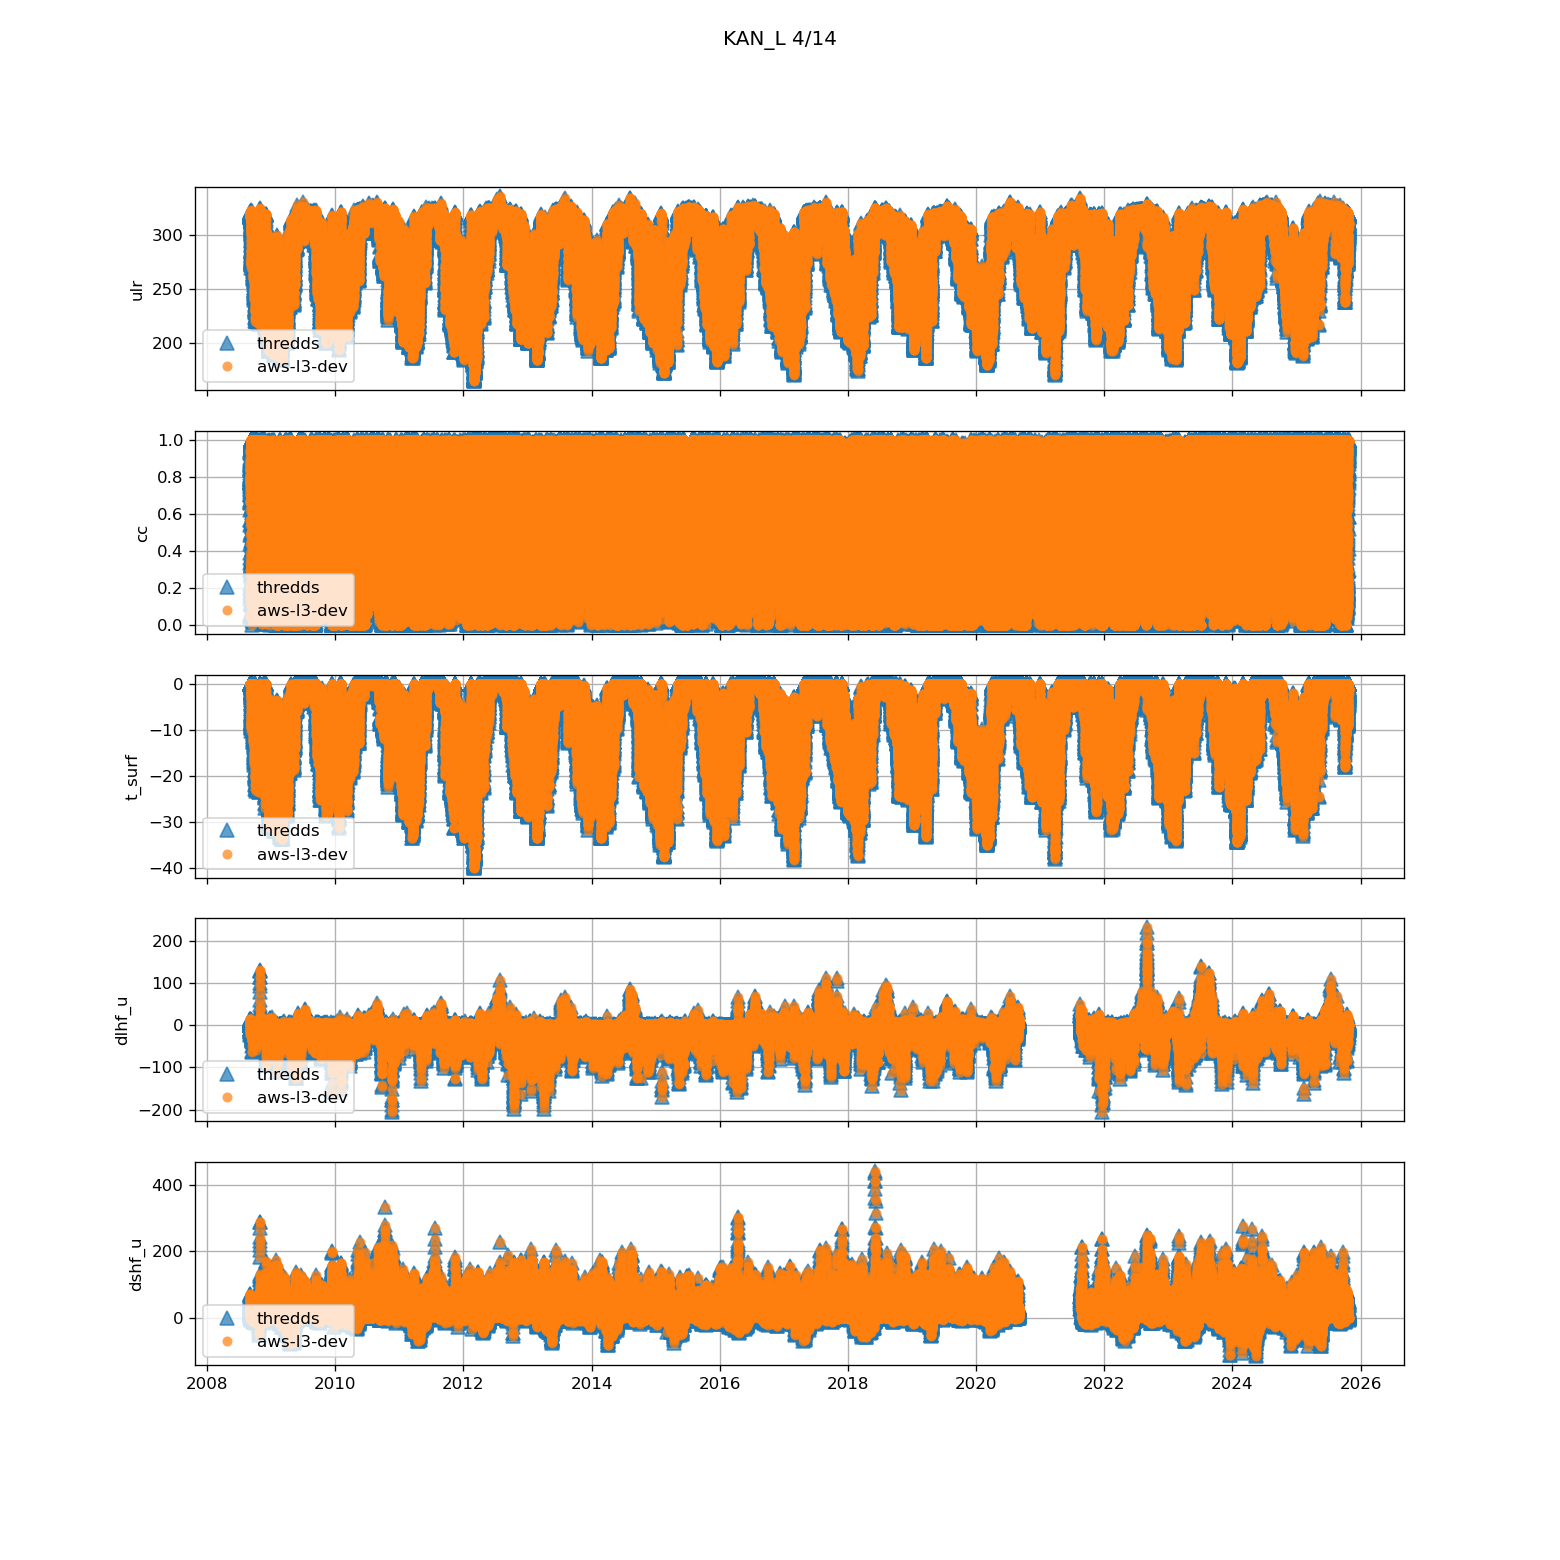 KAN_L 4/14
ulr
300
250
200
thredds
aws-l3-dev
cc
1.0
0.8
0.6
0.4
0.2
0.0
thredds
aws-l3-dev
t_surf
0
−10
−20
−30
−40
thredds
aws-l3-dev
dlhf_u
200
100
0
−100
−200
thredds
aws-l3-dev
dshf_u
400
200
0
thredds
aws-l3-dev
2008 2010 2012 2014 2016 2018 2020 2022 2024 2026